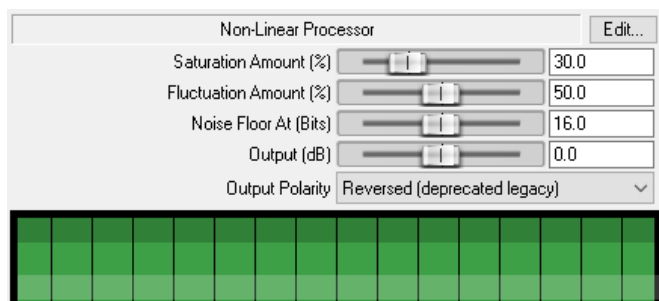 Non-Linear Processor Edit...
Saturation Amount (%) 30.0
Fluctuation Amount (%) 50.0
Noise Floor At (Bits) 16.0
Output (dB) 0.0
Output Polarity Reversed (deprecated legacy)